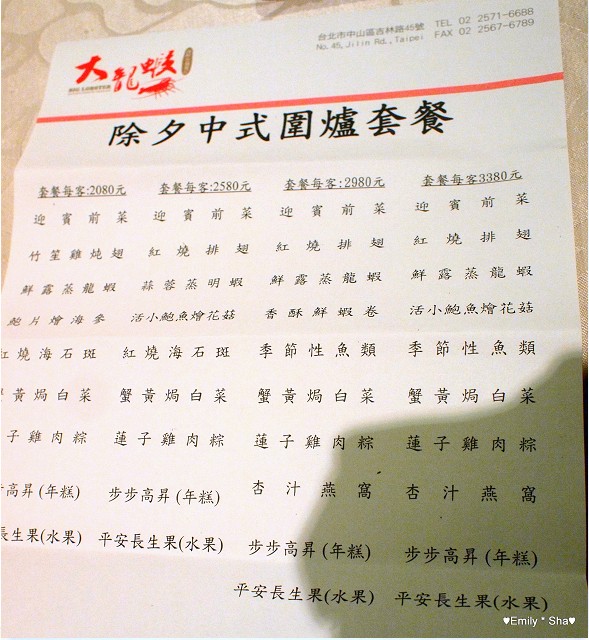 大龍蝦
BIG LOBSTER
台北市中山區吉林路45號 TEL 02 2571-6688
No.45, Jilin Rd., Taipei FAX 02 2567-6789
除夕中式圍爐套餐
套餐每客:2080元
迎賓前菜
竹笙雞炖翅
鮮露蒸龍蝦
鮑片燴海參
紅燒海石斑
蟹黃焗白菜
子雞肉粽
步高昇(年糕)
長生果(水果)
套餐每客:2580元
迎賓前菜
紅燒排翅
蒜蓉蒸明蝦
活小鮑魚燴花菇
紅燒海石斑
蟹黃焗白菜
蓮子雞肉粽
步步高昇(年糕)
平安長生果(水果)
套餐每客:2980元
迎賓前菜
紅燒排翅
鮮露蒸龍蝦
香酥鮮蝦卷
季節性魚類
蟹黃焗白菜
蓮子雞肉粽
杏汁燕窩
步步高昇(年糕)
平安長生果(水果)
套餐每客3380元
迎賓前菜
紅燒排翅
鮮露蒸龍蝦
活小鮑魚燴花菇
季節性魚類
蟹黃焗白菜
蓮子雞肉粽
杏汁燕窩
步步高昇(年糕)
平安長生果(水果)
♥Emily * Sha♥